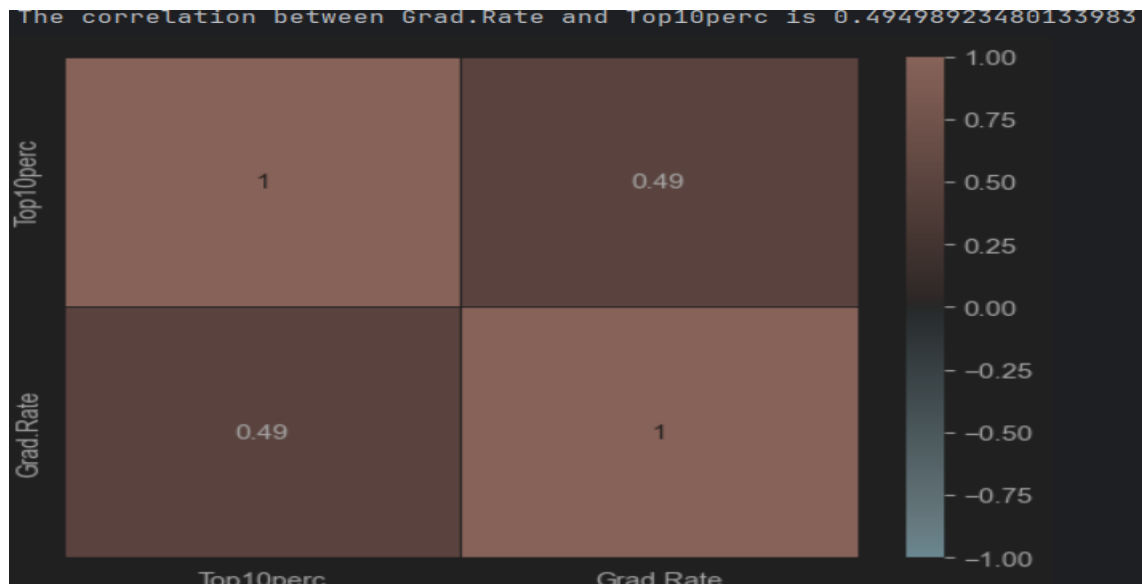 The correlation between Grad.Rate and Top10perc is 0.49498923480133983
1.00
0.75
Top10perc
1
0.49
0.50
0.25
0.00
-0.25
Grad.Rate
0.49
1
-0.50
-0.75
-1.00
Top10perc
Grad.Rate